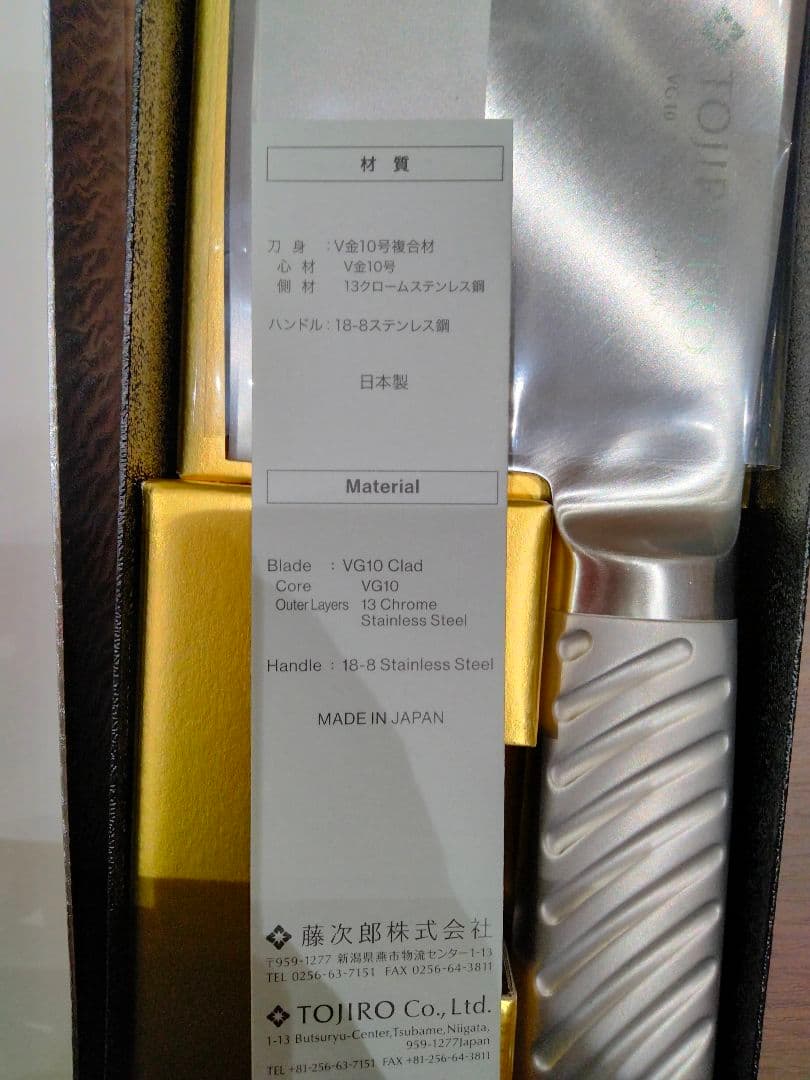 材 質
刀 身 : V金10号複合材
心 材 V金10号
側 材 13クロームステンレス鋼
ハンドル : 18-8ステンレス鋼
日本製
Material
Blade : VG10 Clad
Core VG10
Outer Layers 13 Chrome
Stainless Steel
Handle : 18-8 Stainless Steel
MADE IN JAPAN
藤次郎株式会社
〒959-1277 新潟県燕市物流センター1-13
TEL 0256-63-7151 FAX 0256-64-3811
TOJIRO Co., Ltd.
1-13 Butsuryu-Center, Tsubame, Niigata,
959-1277Japan
TEL +81-256-63-7151 FAX +81-256-64-3811
VG10